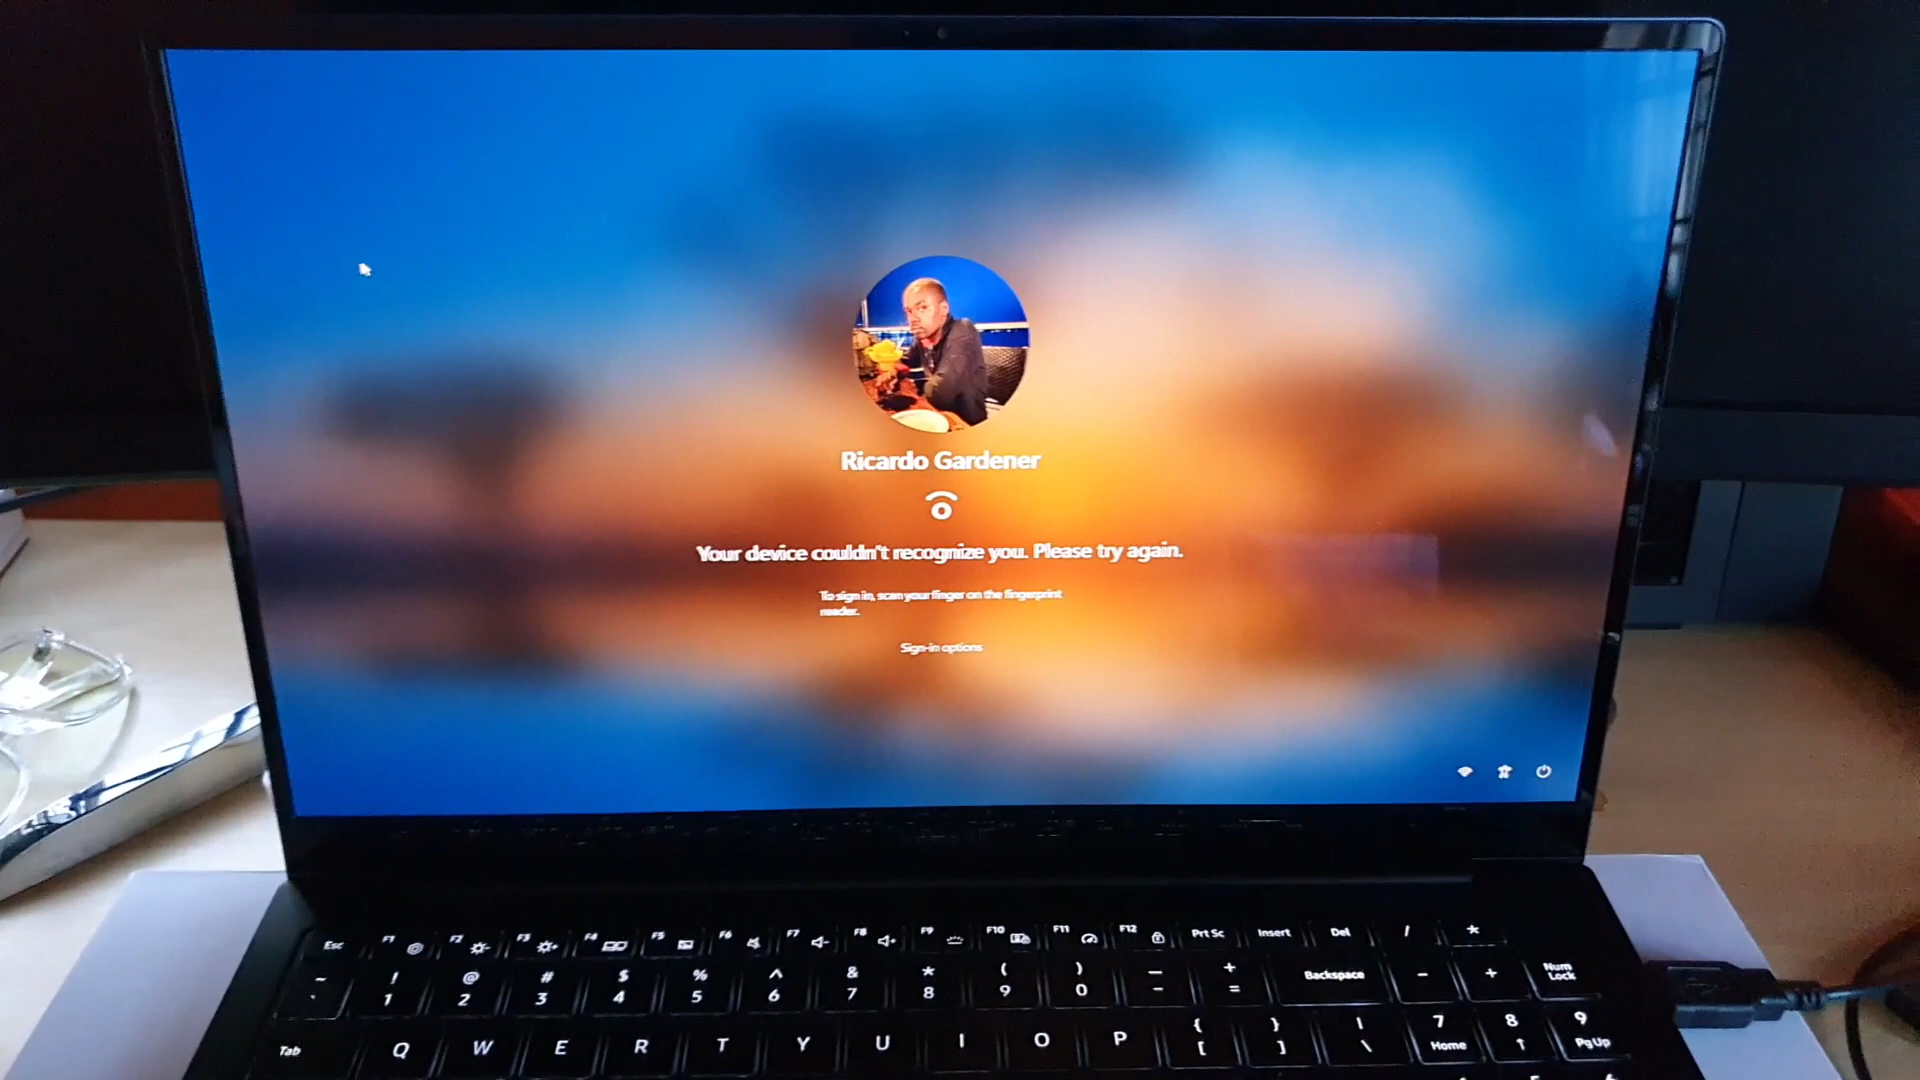 Ricardo Gardener
Your device couldn't recognize you. Please try again.
To sign in, scan your finger on the fingerprint
reader.
Sign-in options
Esc F1 F2 F3 F4 F5 F6 F7 F8 F9 F10 F11 F12 Prt Sc Insert Del / *
~ ` ! 1 @ 2 # 3 $ 4 % 5 ^ 6 & 7 * 8 ( 9 ) 0 — - + = Backspace - + Num Lock
Tab Q W E R T Y U I O P { [ } ] | \ 7 Home 8 ↑ 9 Pg Up